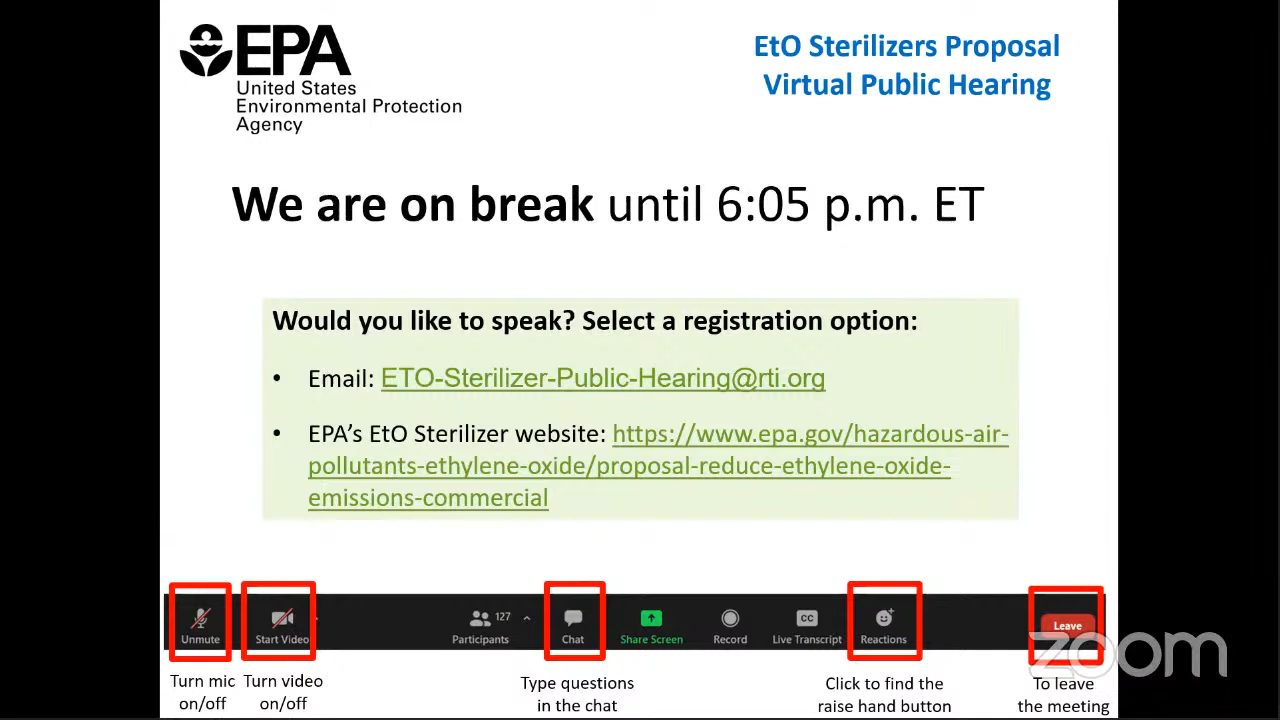 EPA
United States
Environmental Protection
Agency
EtO Sterilizers Proposal
Virtual Public Hearing
We are on break until 6:05 p.m. ET
Would you like to speak? Select a registration option:
• Email: ETO-Sterilizer-Public-Hearing@rti.org
• EPA’s EtO Sterilizer website: https://www.epa.gov/hazardous-air-
pollutants-ethylene-oxide/proposal-reduce-ethylene-oxide-
emissions-commercial
Unmute
Start Video
Participants 127
Chat
Share Screen
Record
CC
Live Transcript
Reactions
Leave
zoom
Turn mic
on/off
Turn video
on/off
Type questions
in the chat
Click to find the
raise hand button
To leave
the meeting